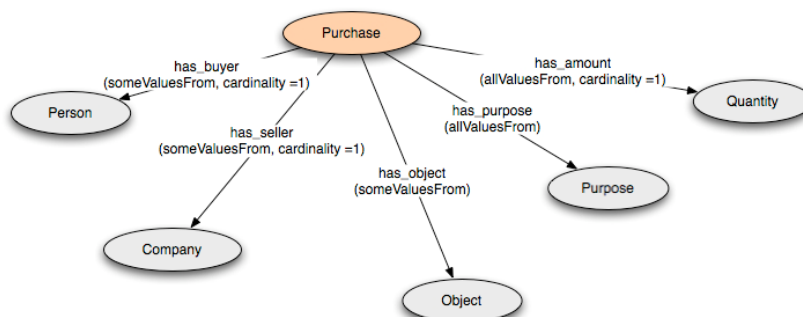 Purchase
has_buyer
(someValuesFrom, cardinality =1)
has_amount
(allValuesFrom, cardinality =1)
Person
Quantity
has_purpose
(allValuesFrom)
has_seller
(someValuesFrom, cardinality =1)
has_object
(someValuesFrom)
Purpose
Company
Object